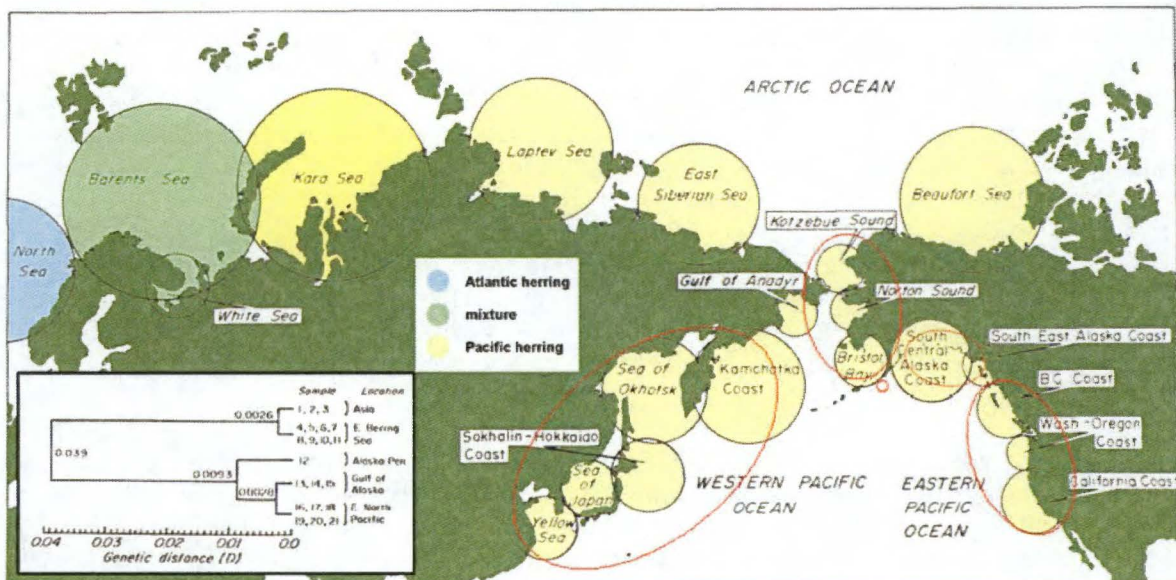 ARCTIC OCEAN
Barents Sea
Kara Sea
Laptev Sea
East
Siberian Sea
Beaufort Sea
Kotzebue Sound
North
Sea
Gulf of Anadyr
Norton Sound
White Sea
Atlantic herring
mixture
Pacific herring
South East Alaska Coast
South
Central
Alaska
Coast
Bristol
Bay
Sea of
Okhotsk
Kamchatka
Coast
B.C. Coast
Wash-Oregon
Coast
Sakhalin-Hokkaido
Coast
California Coast
Sea
of
Japan
Yellow
Sea
WESTERN PACIFIC
OCEAN
EASTERN
PACIFIC
OCEAN
Sample Location
0.0026
1, 2, 3 Asia
4, 5, 6, 7 E. Bering
8, 9, 10, 11 Sea
0.039
0.0093
12 Alaska Pen.
0.0028
13, 14, 15 Gulf of
Alaska
16, 17, 18 E. North
19, 20, 21 Pacific
0.04 0.03 0.02 0.01 0.0
Genetic distance (D)